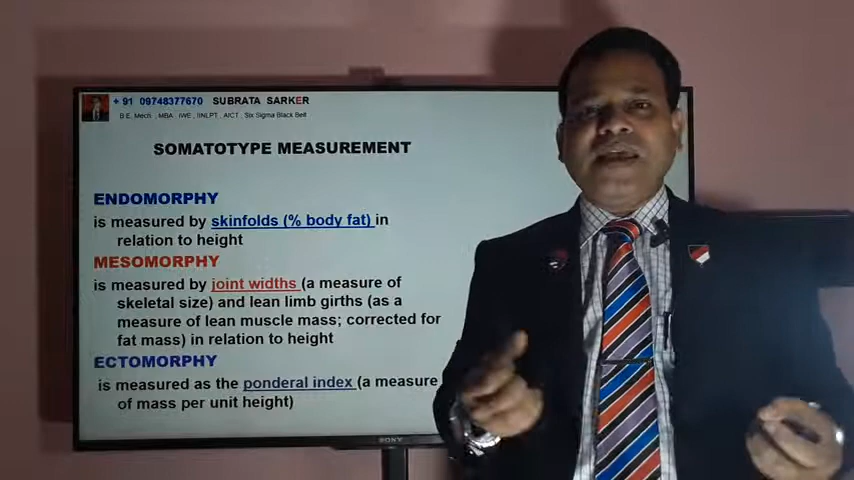 + 91 09748377670 SUBRATA SARKER
B.E. Mech , MBA , IWE , IINLPT , AICT , Six Sigma Black Belt
SOMATOTYPE MEASUREMENT
ENDOMORPHY
is measured by skinfolds (% body fat) in
relation to height
MESOMORPHY
is measured by joint widths (a measure of
skeletal size) and lean limb girths (as a
measure of lean muscle mass; corrected for
fat mass) in relation to height
ECTOMORPHY
is measured as the ponderal index (a measure
of mass per unit height)
SONY